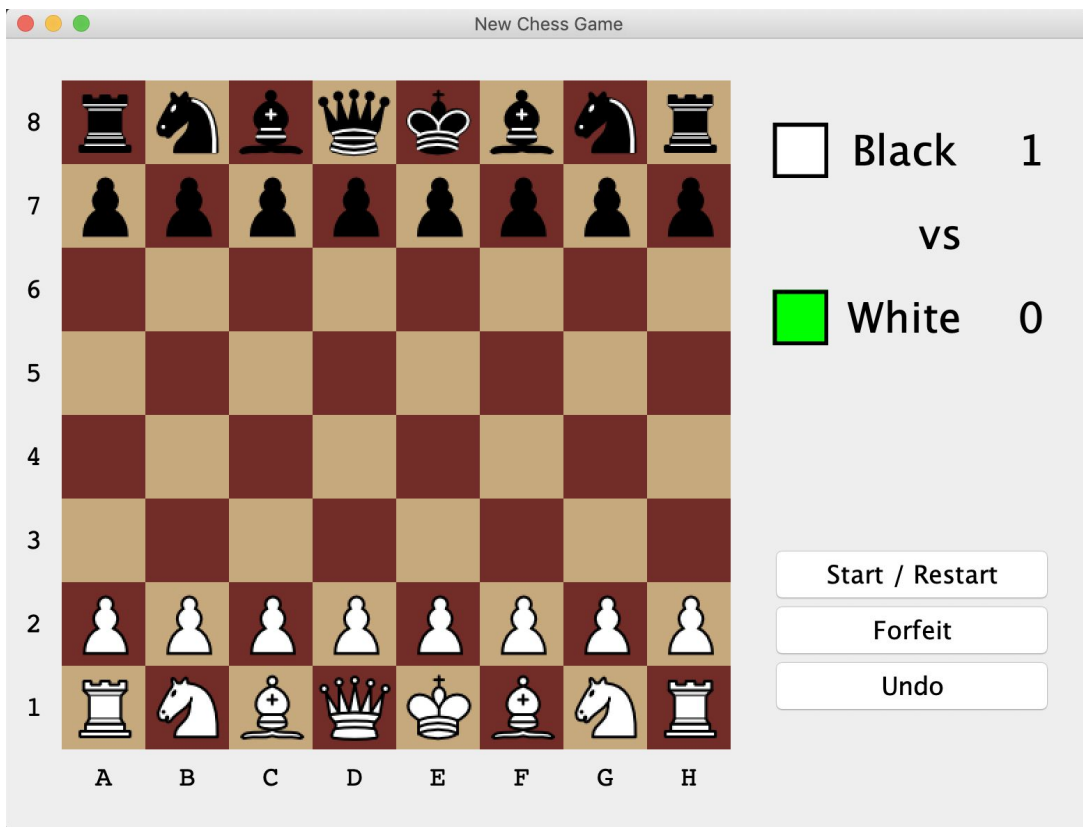 New Chess Game
8
7
6
5
4
3
2
1
A B C D E F G H
Black 1
vs
White 0
Start / Restart
Forfeit
Undo